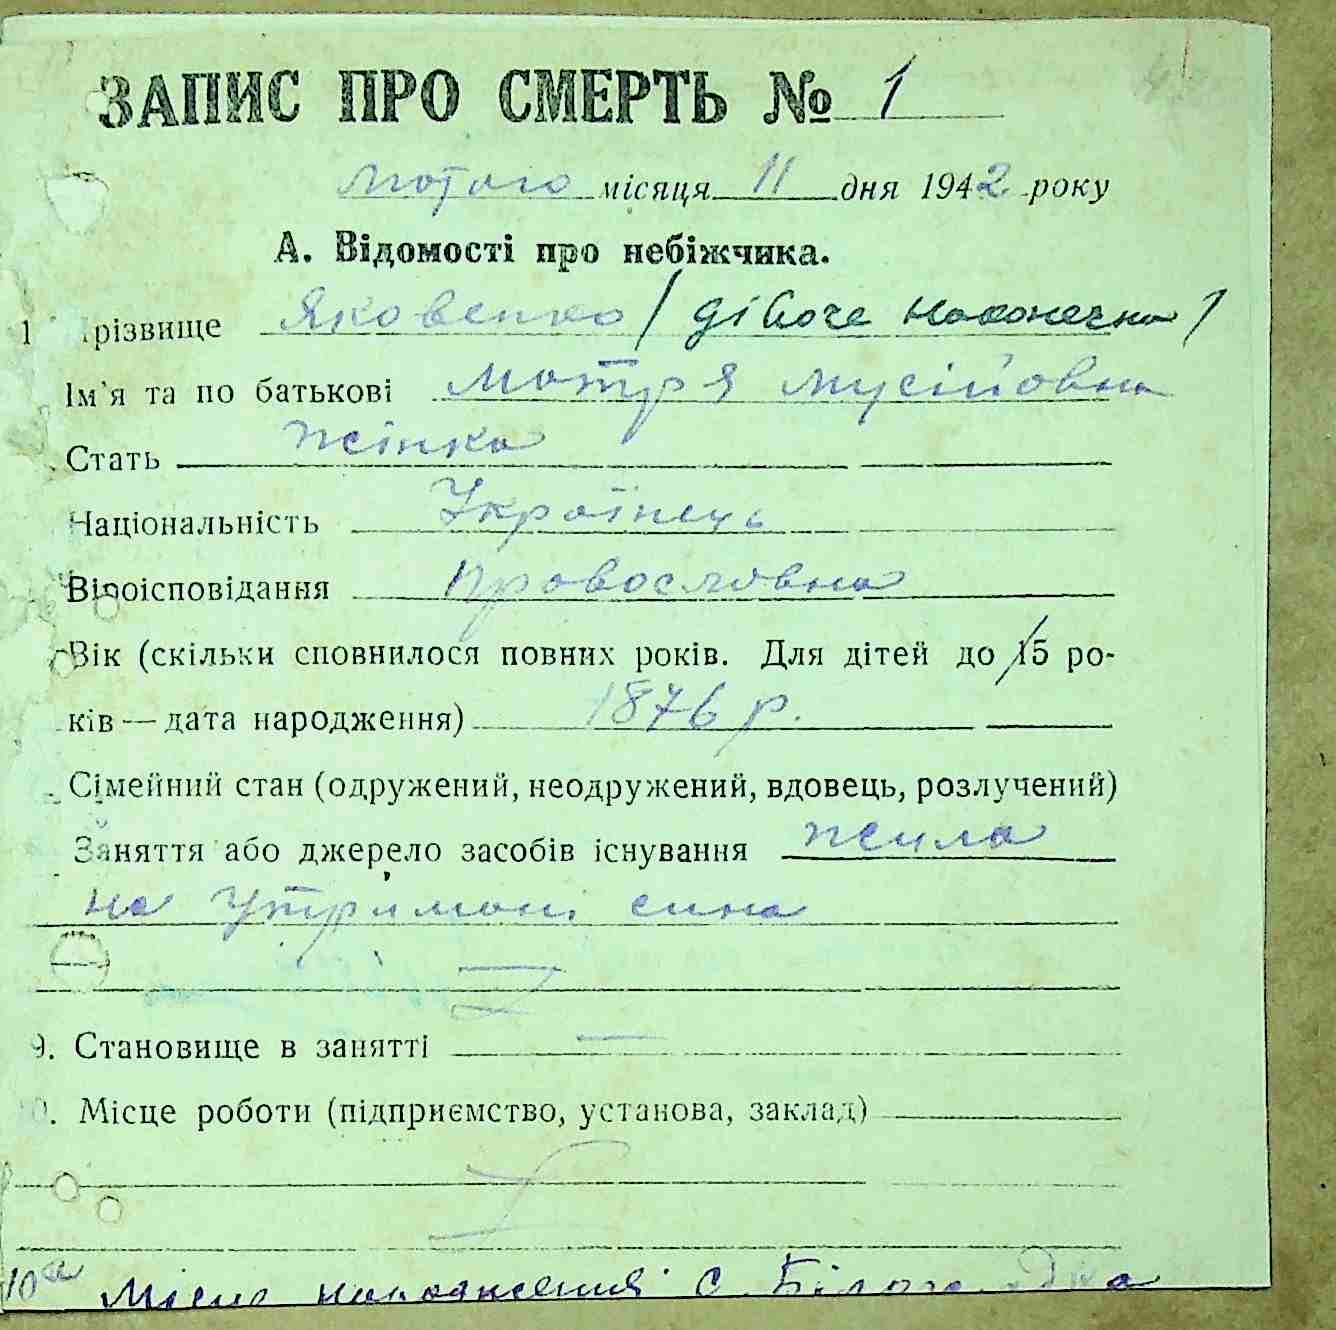 ЗАПИС ПРО СМЕРТЬ № 1
Лютого місяця 11 дня 1942 року
А. Відомості про небіжчика.
1 Прізвище Яковенко / дівоче Наконечна /
Ім'я та по батькові Мотря Мусійовна
Стать жінка
Національність Українець
Віроісповідання православна
Вік (скільки сповнилося повних років. Для дітей до 15 ро-
ків — дата народження) 1876 р.
Сімейний стан (одружений, неодружений, вдовець, розлучений)
Заняття або джерело засобів існування жила
на утримані сина
9. Становище в занятті —
10. Місце роботи (підприємство, установа, заклад)
10а Місце народження с.